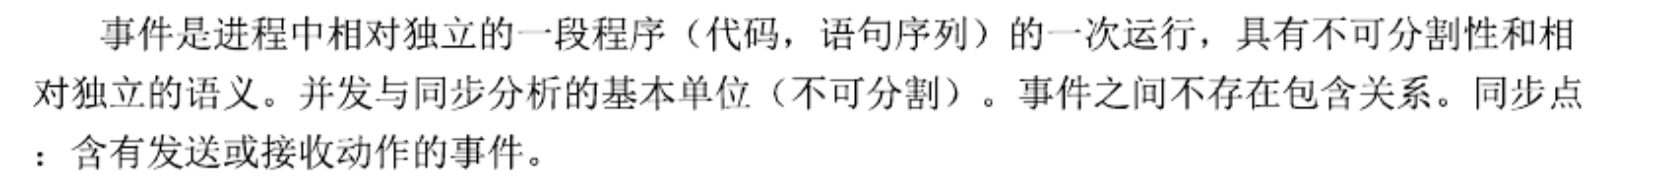 事件是进程中相对独立的一段程序（代码，语句序列）的一次运行，具有不可分割性和相
对独立的语义。并发与同步分析的基本单位（不可分割）。事件之间不存在包含关系。同步点
：含有发送或接收动作的事件。